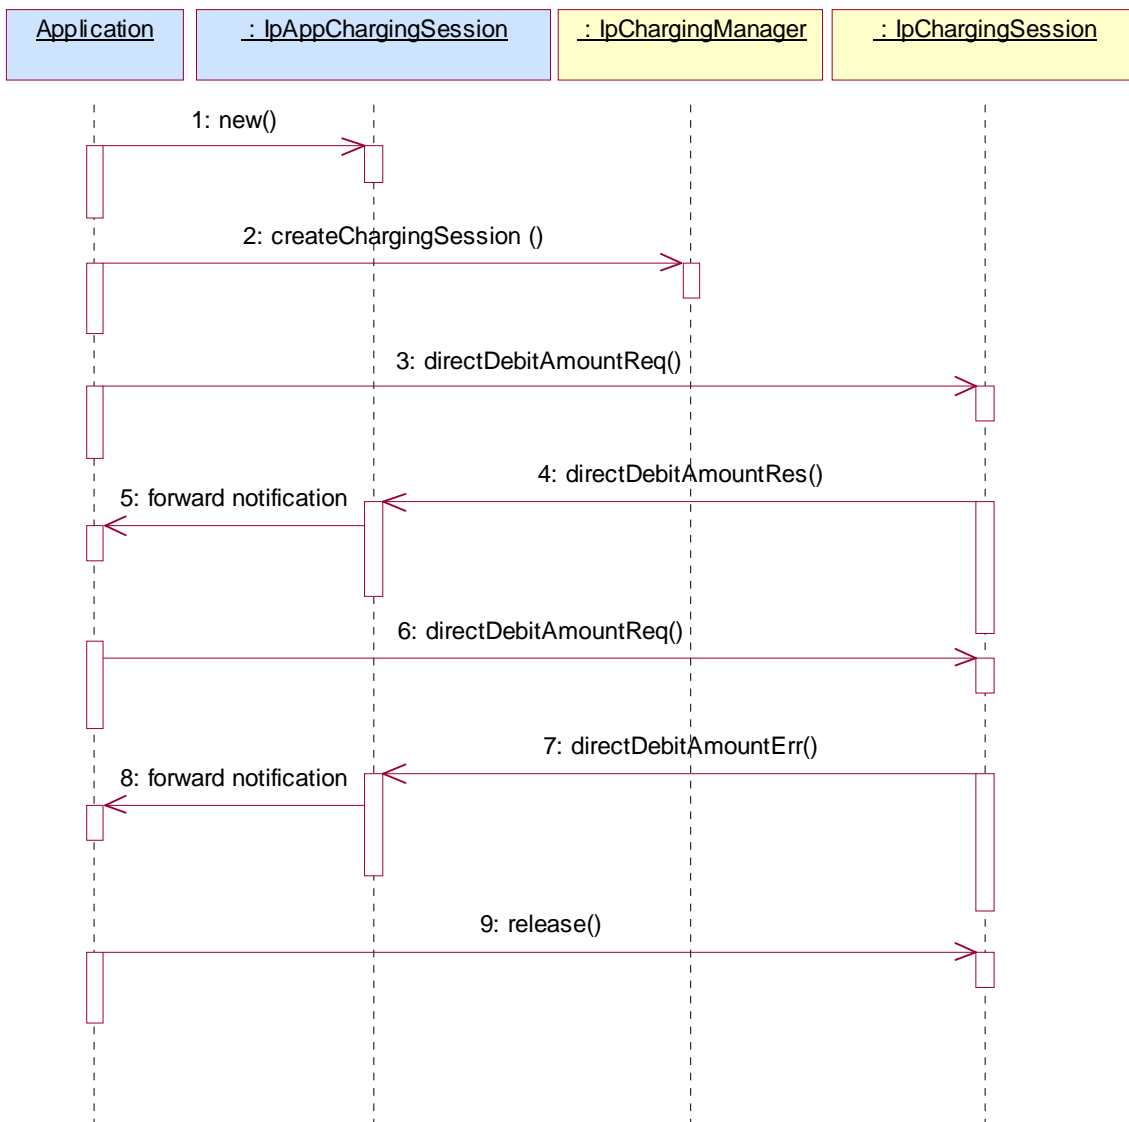 Application
: IpAppChargingSession
: IpChargingManager
: IpChargingSession
1: new()
2: createChargingSession ()
3: directDebitAmountReq()
4: directDebitAmountRes()
5: forward notification
6: directDebitAmountReq()
7: directDebitAmountErr()
8: forward notification
9: release()